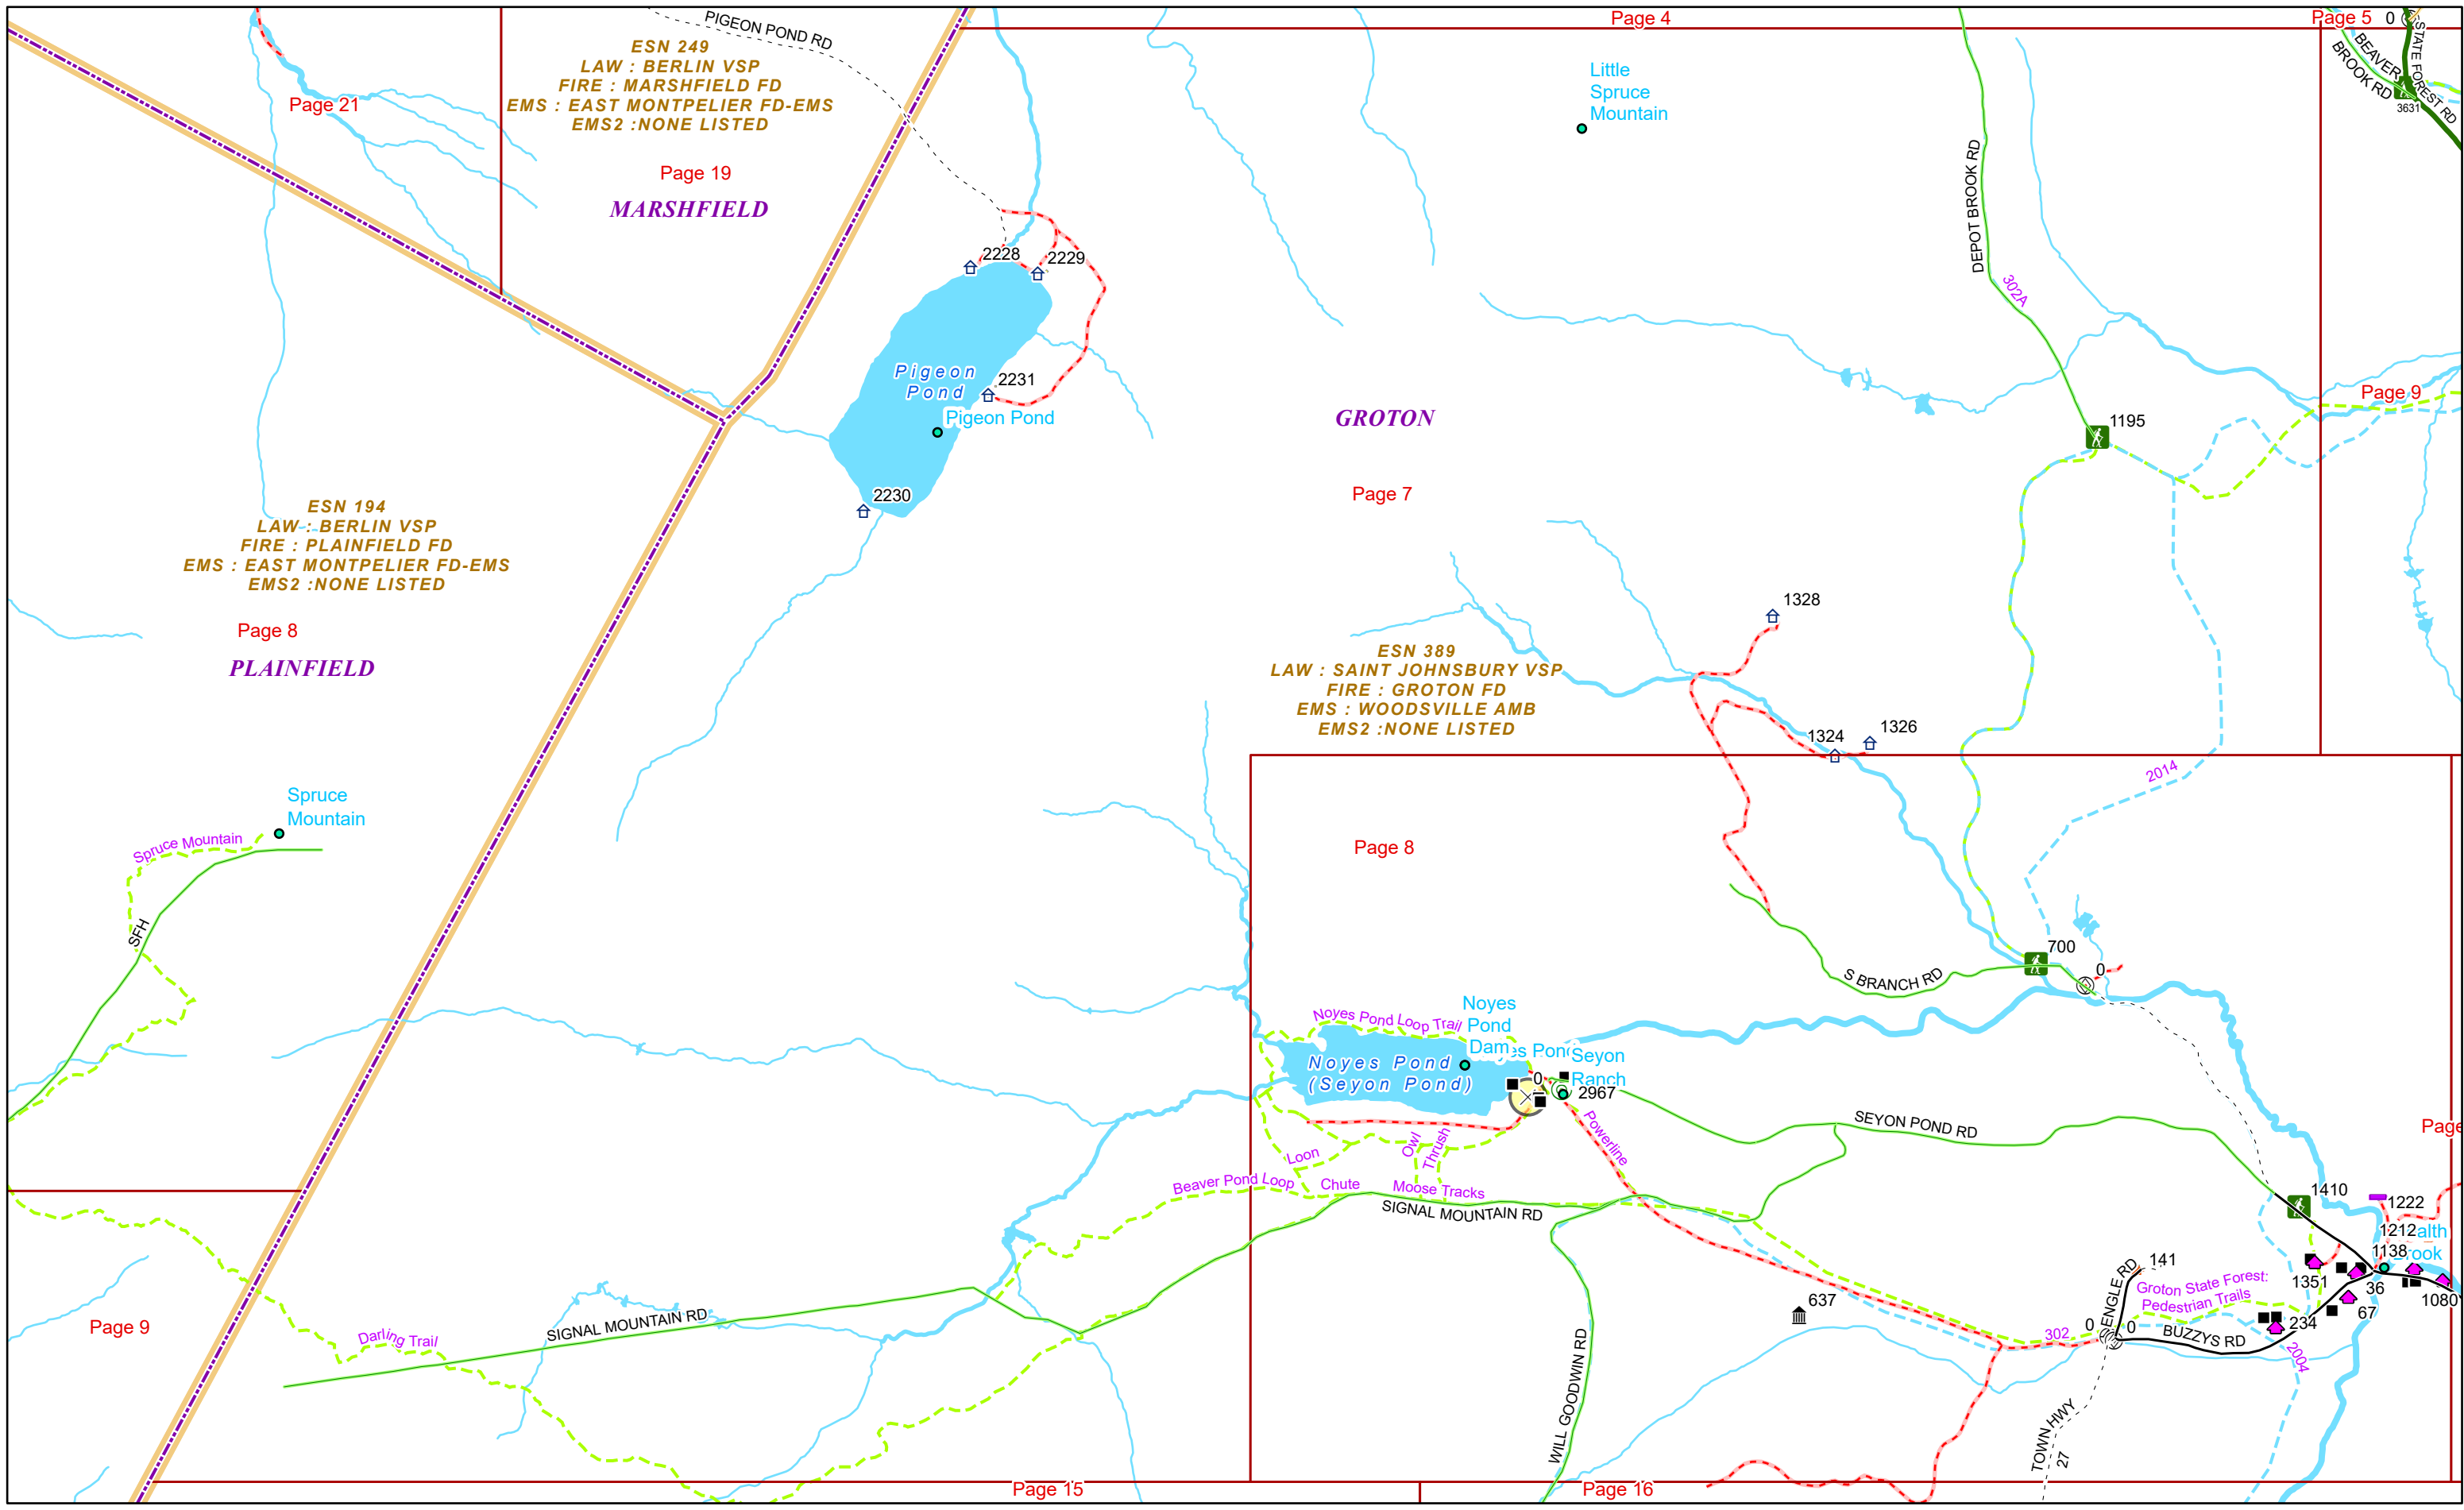 PIGEON POND RD
Page 4
Page 5
0
STATE FOREST RD
BEAVER
BROOK RD
3631
ESN 249
LAW : BERLIN VSP
FIRE : MARSHFIELD FD
EMS : EAST MONTPELIER FD-EMS
EMS2 :NONE LISTED
Page 21
Little
Spruce
Mountain
Page 19
MARSHFIELD
DEPOT BROOK RD
302A
2228
2229
Pigeon
Pond
2231
Pigeon Pond
GROTON
Page 9
1195
Page 7
2230
ESN 194
LAW : BERLIN VSP
FIRE : PLAINFIELD FD
EMS : EAST MONTPELIER FD-EMS
EMS2 :NONE LISTED
Page 8
PLAINFIELD
1328
ESN 389
LAW : SAINT JOHNSBURY VSP
FIRE : GROTON FD
EMS : WOODSVILLE AMB
EMS2 :NONE LISTED
1324
1326
2014
Spruce
Mountain
Spruce Mountain
SFH
Page 8
700
0
S BRANCH RD
Noyes
Pond
Dam
Noyes Pond Loop Trail
Noyes Pond
(Seyon Pond)
Seyon
Ranch
0
2967
Powerline
SEYON POND RD
Page
Owl
Thrush
Loon
Beaver Pond Loop
Chute
Moose Tracks
SIGNAL MOUNTAIN RD
1410
1222
1212
1138
1351
36
1080
67
234
141
ENGLE RD
Groton State Forest:
Pedestrian Trails
637
0
0
302
BUZZYS RD
2004
Page 9
Darling Trail
SIGNAL MOUNTAIN RD
WILL GOODWIN RD
TOWN HWY
27
Page 15
Page 16